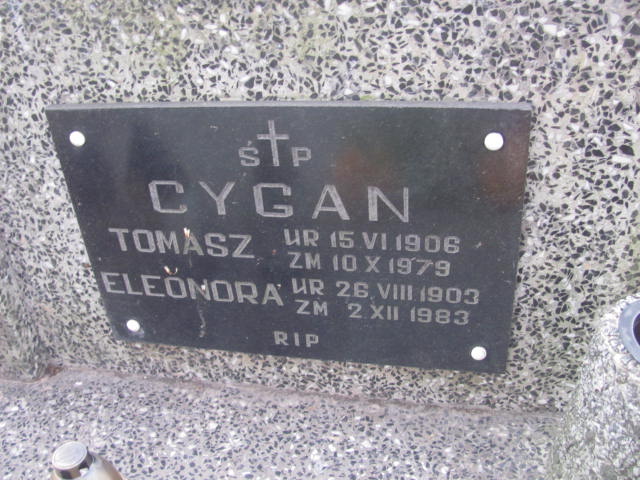 Ś P
CYGAN
TOMASZ UR 15 VI 1906
ZM 10 X 1979
ELEONORA UR 26 VIII 1903
ZM 2 XII 1983
RIP